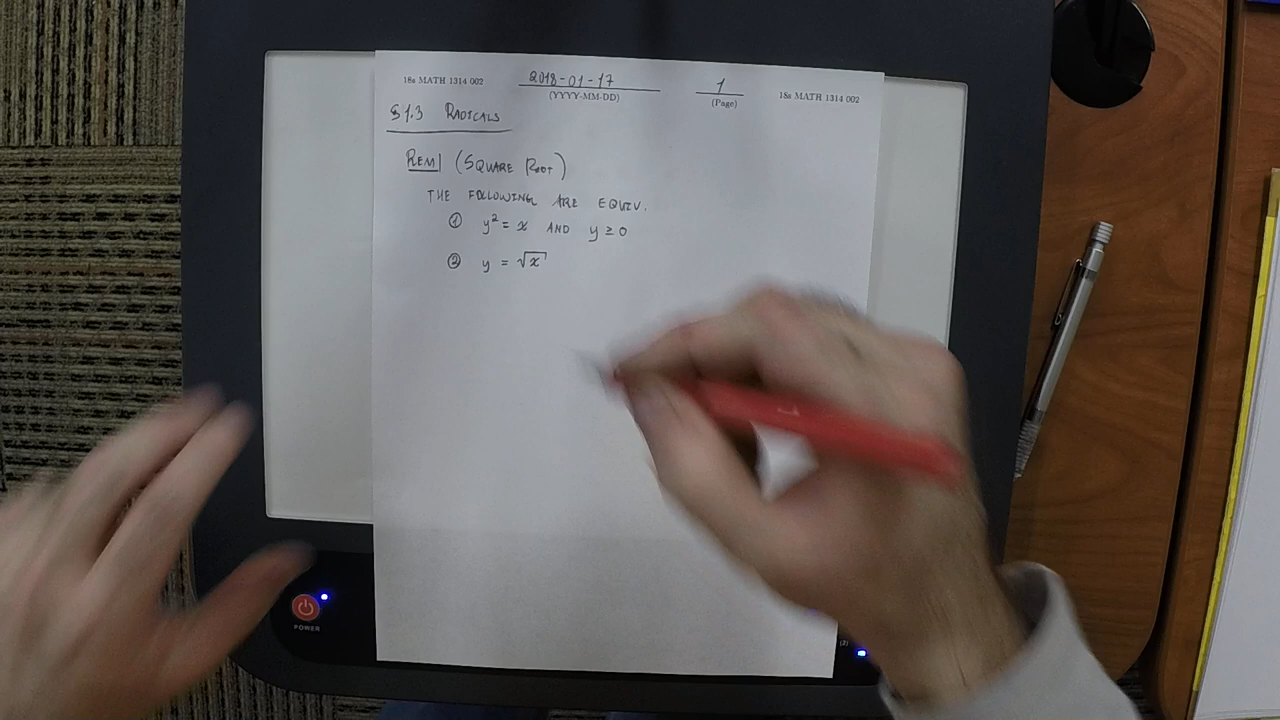 18s MATH 1314 002 2018-01-17 1 18s MATH 1314 002
(YYYY-MM-DD) (Page)
§1.3 RADICALS
REM (SQUARE ROOT)
THE FOLLOWING ARE EQUIV.
① y² = x AND y ≥ 0
② y = √x
POWER
(2)